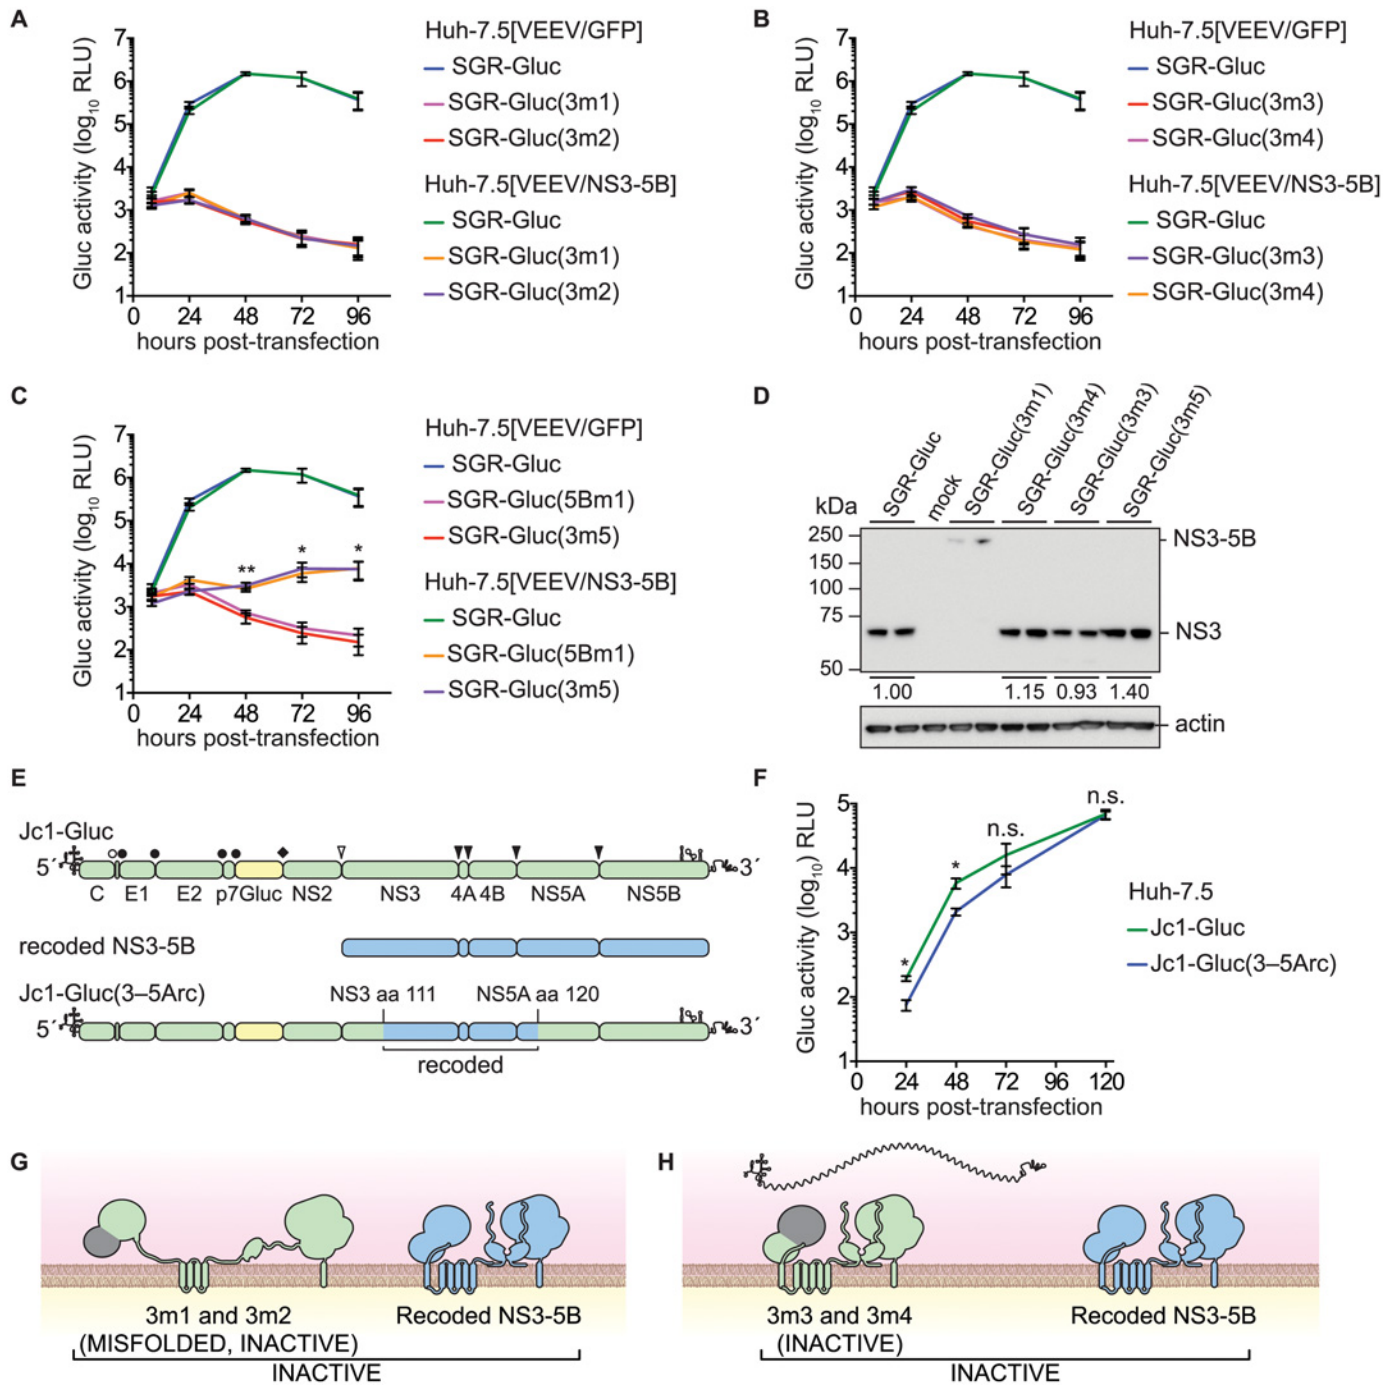 A
Gluc activity (log10 RLU)
7
6
5
4
3
2
1
0 24 48 72 96
hours post-transfection
Huh-7.5[VEEV/GFP]
SGR-Gluc
SGR-Gluc(3m1)
SGR-Gluc(3m2)
Huh-7.5[VEEV/NS3-5B]
SGR-Gluc
SGR-Gluc(3m1)
SGR-Gluc(3m2)
B
Gluc activity (log10 RLU)
7
6
5
4
3
2
1
0 24 48 72 96
hours post-transfection
Huh-7.5[VEEV/GFP]
SGR-Gluc
SGR-Gluc(3m3)
SGR-Gluc(3m4)
Huh-7.5[VEEV/NS3-5B]
SGR-Gluc
SGR-Gluc(3m3)
SGR-Gluc(3m4)
C
Gluc activity (log10 RLU)
7
6
5
4
3
2
1
** * *
0 24 48 72 96
hours post-transfection
Huh-7.5[VEEV/GFP]
SGR-Gluc
SGR-Gluc(5Bm1)
SGR-Gluc(3m5)
Huh-7.5[VEEV/NS3-5B]
SGR-Gluc
SGR-Gluc(5Bm1)
SGR-Gluc(3m5)
D
SGR-Gluc
mock
SGR-Gluc(3m1)
SGR-Gluc(3m4)
SGR-Gluc(3m3)
SGR-Gluc(3m5)
kDa
250
150
100
75
50
NS3-5B
NS3
1.00 1.15 0.93 1.40
actin
E
Jc1-Gluc
5´ 3´
C E1 E2 p7Gluc NS2 NS3 4A 4B NS5A NS5B
recoded NS3-5B
Jc1-Gluc(3–5Arc)
NS3 aa 111 NS5A aa 120
5´ 3´
recoded
F
Gluc activity (log10) RLU
5
4
3
2
1
* * n.s. n.s.
0 24 48 72 96 120
hours post-transfection
Huh-7.5
Jc1-Gluc
Jc1-Gluc(3–5Arc)
G
3m1 and 3m2
(MISFOLDED, INACTIVE)
Recoded NS3-5B
INACTIVE
H
3m3 and 3m4
(INACTIVE)
Recoded NS3-5B
INACTIVE